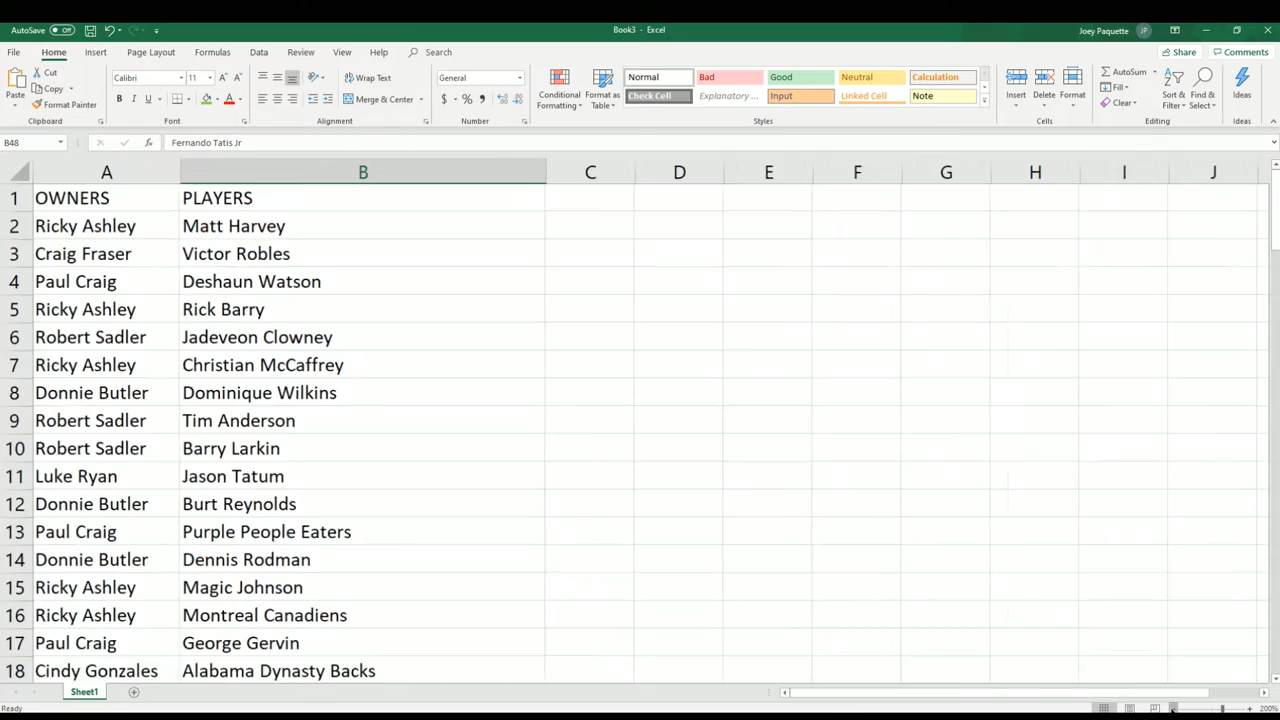 AutoSave Off Book3 - Excel Joey Paquette JP
File Home Insert Page Layout Formulas Data Review View Help Search Share Comments
Paste Cut Copy Format Painter Clipboard
Calibri 11 B I U Font
Wrap Text Merge & Center Alignment
General $ % Number
Conditional Formatting Format as Table
Normal Bad Good Neutral Calculation
Check Cell Explanatory ... Input Linked Cell Note
Styles
Insert Delete Format Cells
AutoSum Fill Clear Sort & Filter Find & Select Editing
Ideas Ideas
B48 fx Fernando Tatis Jr
A B C D E F G H I J
1 OWNERS PLAYERS
2 Ricky Ashley Matt Harvey
3 Craig Fraser Victor Robles
4 Paul Craig Deshaun Watson
5 Ricky Ashley Rick Barry
6 Robert Sadler Jadeveon Clowney
7 Ricky Ashley Christian McCaffrey
8 Donnie Butler Dominique Wilkins
9 Robert Sadler Tim Anderson
10 Robert Sadler Barry Larkin
11 Luke Ryan Jason Tatum
12 Donnie Butler Burt Reynolds
13 Paul Craig Purple People Eaters
14 Donnie Butler Dennis Rodman
15 Ricky Ashley Magic Johnson
16 Ricky Ashley Montreal Canadiens
17 Paul Craig George Gervin
18 Cindy Gonzales Alabama Dynasty Backs
Sheet1
Ready 200%